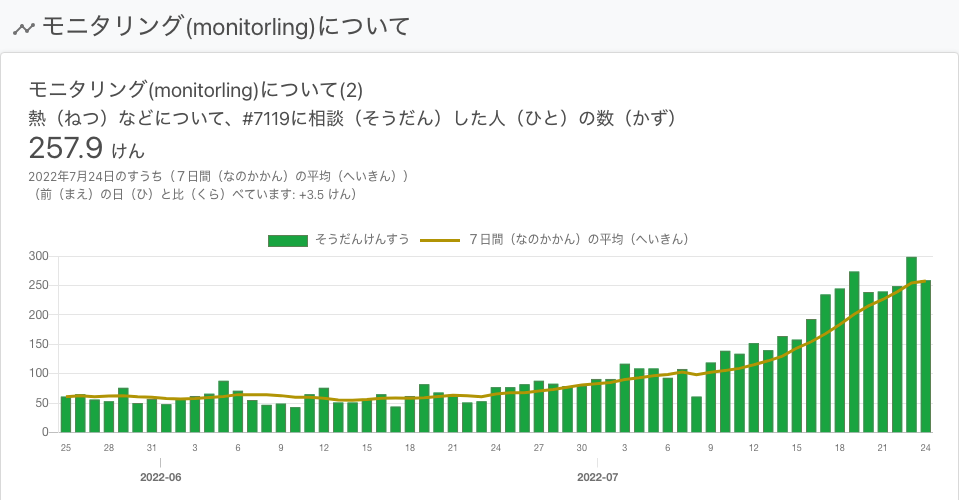 モニタリング(monitorling)について
モニタリング(monitorling)について(2)
熱（ねつ）などについて、#7119に相談（そうだん）した人（ひと）の数（かず）
257.9 けん
2022年7月24日のすうち（７日間（なのかかん）の平均（へいきん））
（前（まえ）の日（ひ）と比（くら）べています: +3.5 けん）
そうだんけんすう ７日間（なのかかん）の平均（へいきん）
300
250
200
150
100
50
0
25 28 31 3 6 9 12 15 18 21 24 27 30 3 6 9 12 15 18 21 24
2022-06 2022-07